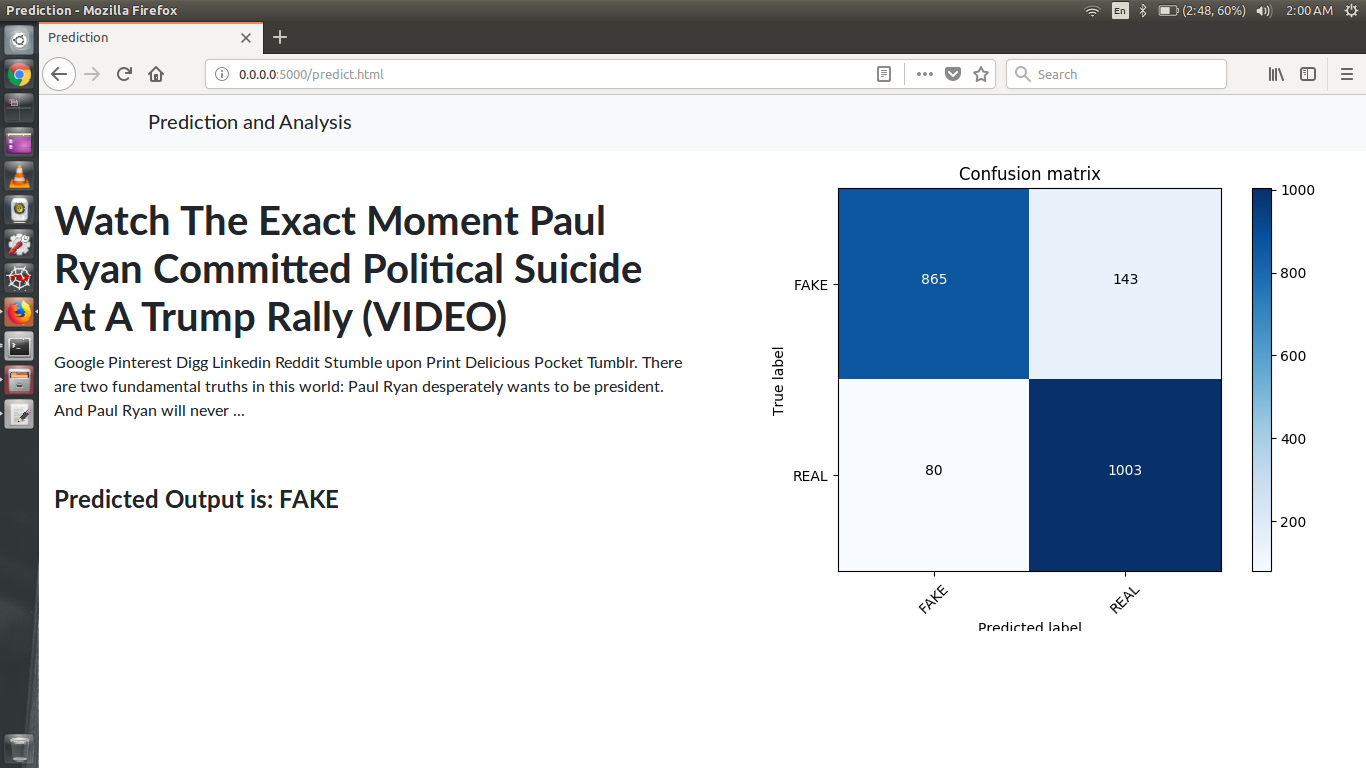 Prediction - Mozilla Firefox
En
(2:48, 60%)
2:00 AM
Prediction
0.0.0.0:5000/predict.html
Search
Prediction and Analysis
Watch The Exact Moment Paul
Ryan Committed Political Suicide
At A Trump Rally (VIDEO)
Google Pinterest Digg Linkedin Reddit Stumble upon Print Delicious Pocket Tumblr. There
are two fundamental truths in this world: Paul Ryan desperately wants to be president.
And Paul Ryan will never ...
Predicted Output is: FAKE
Confusion matrix
True label
FAKE
865
143
REAL
80
1003
FAKE
REAL
Predicted label
1000
800
600
400
200